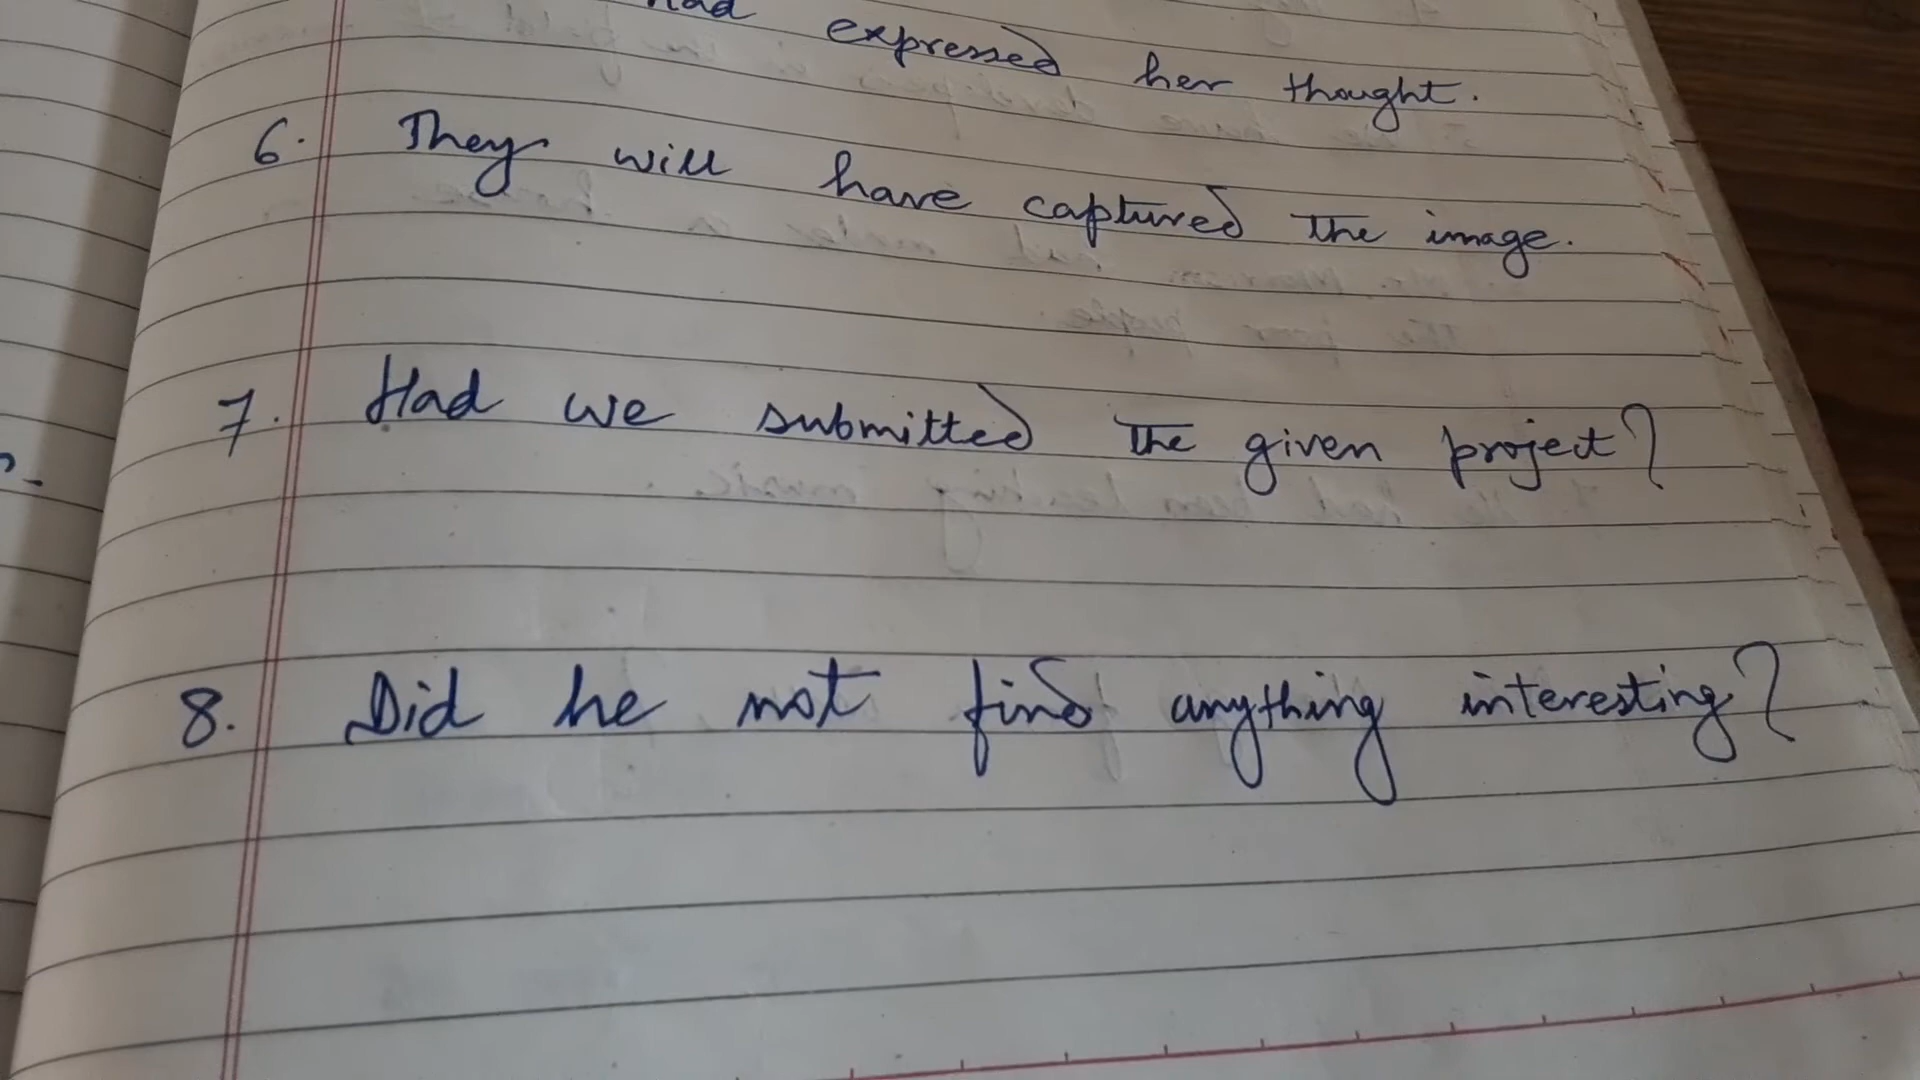 had expressed her thought.
6. They will have captured the image.
7. Had we submitted the given project?
8. Did he not find anything interesting?